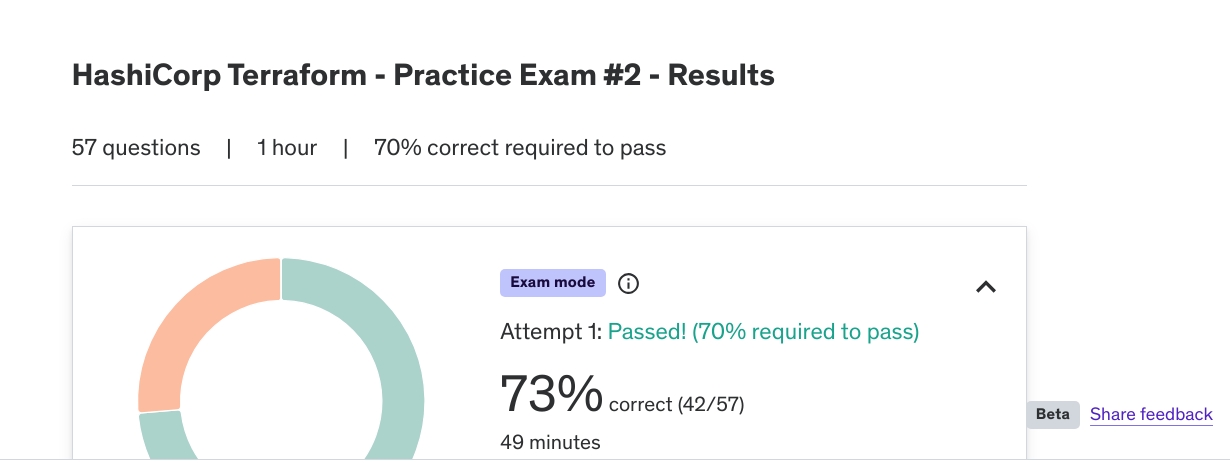 HashiCorp Terraform - Practice Exam #2 - Results
57 questions | 1 hour | 70% correct required to pass
Exam mode
Attempt 1: Passed! (70% required to pass)
73% correct (42/57)
Beta Share feedback
49 minutes